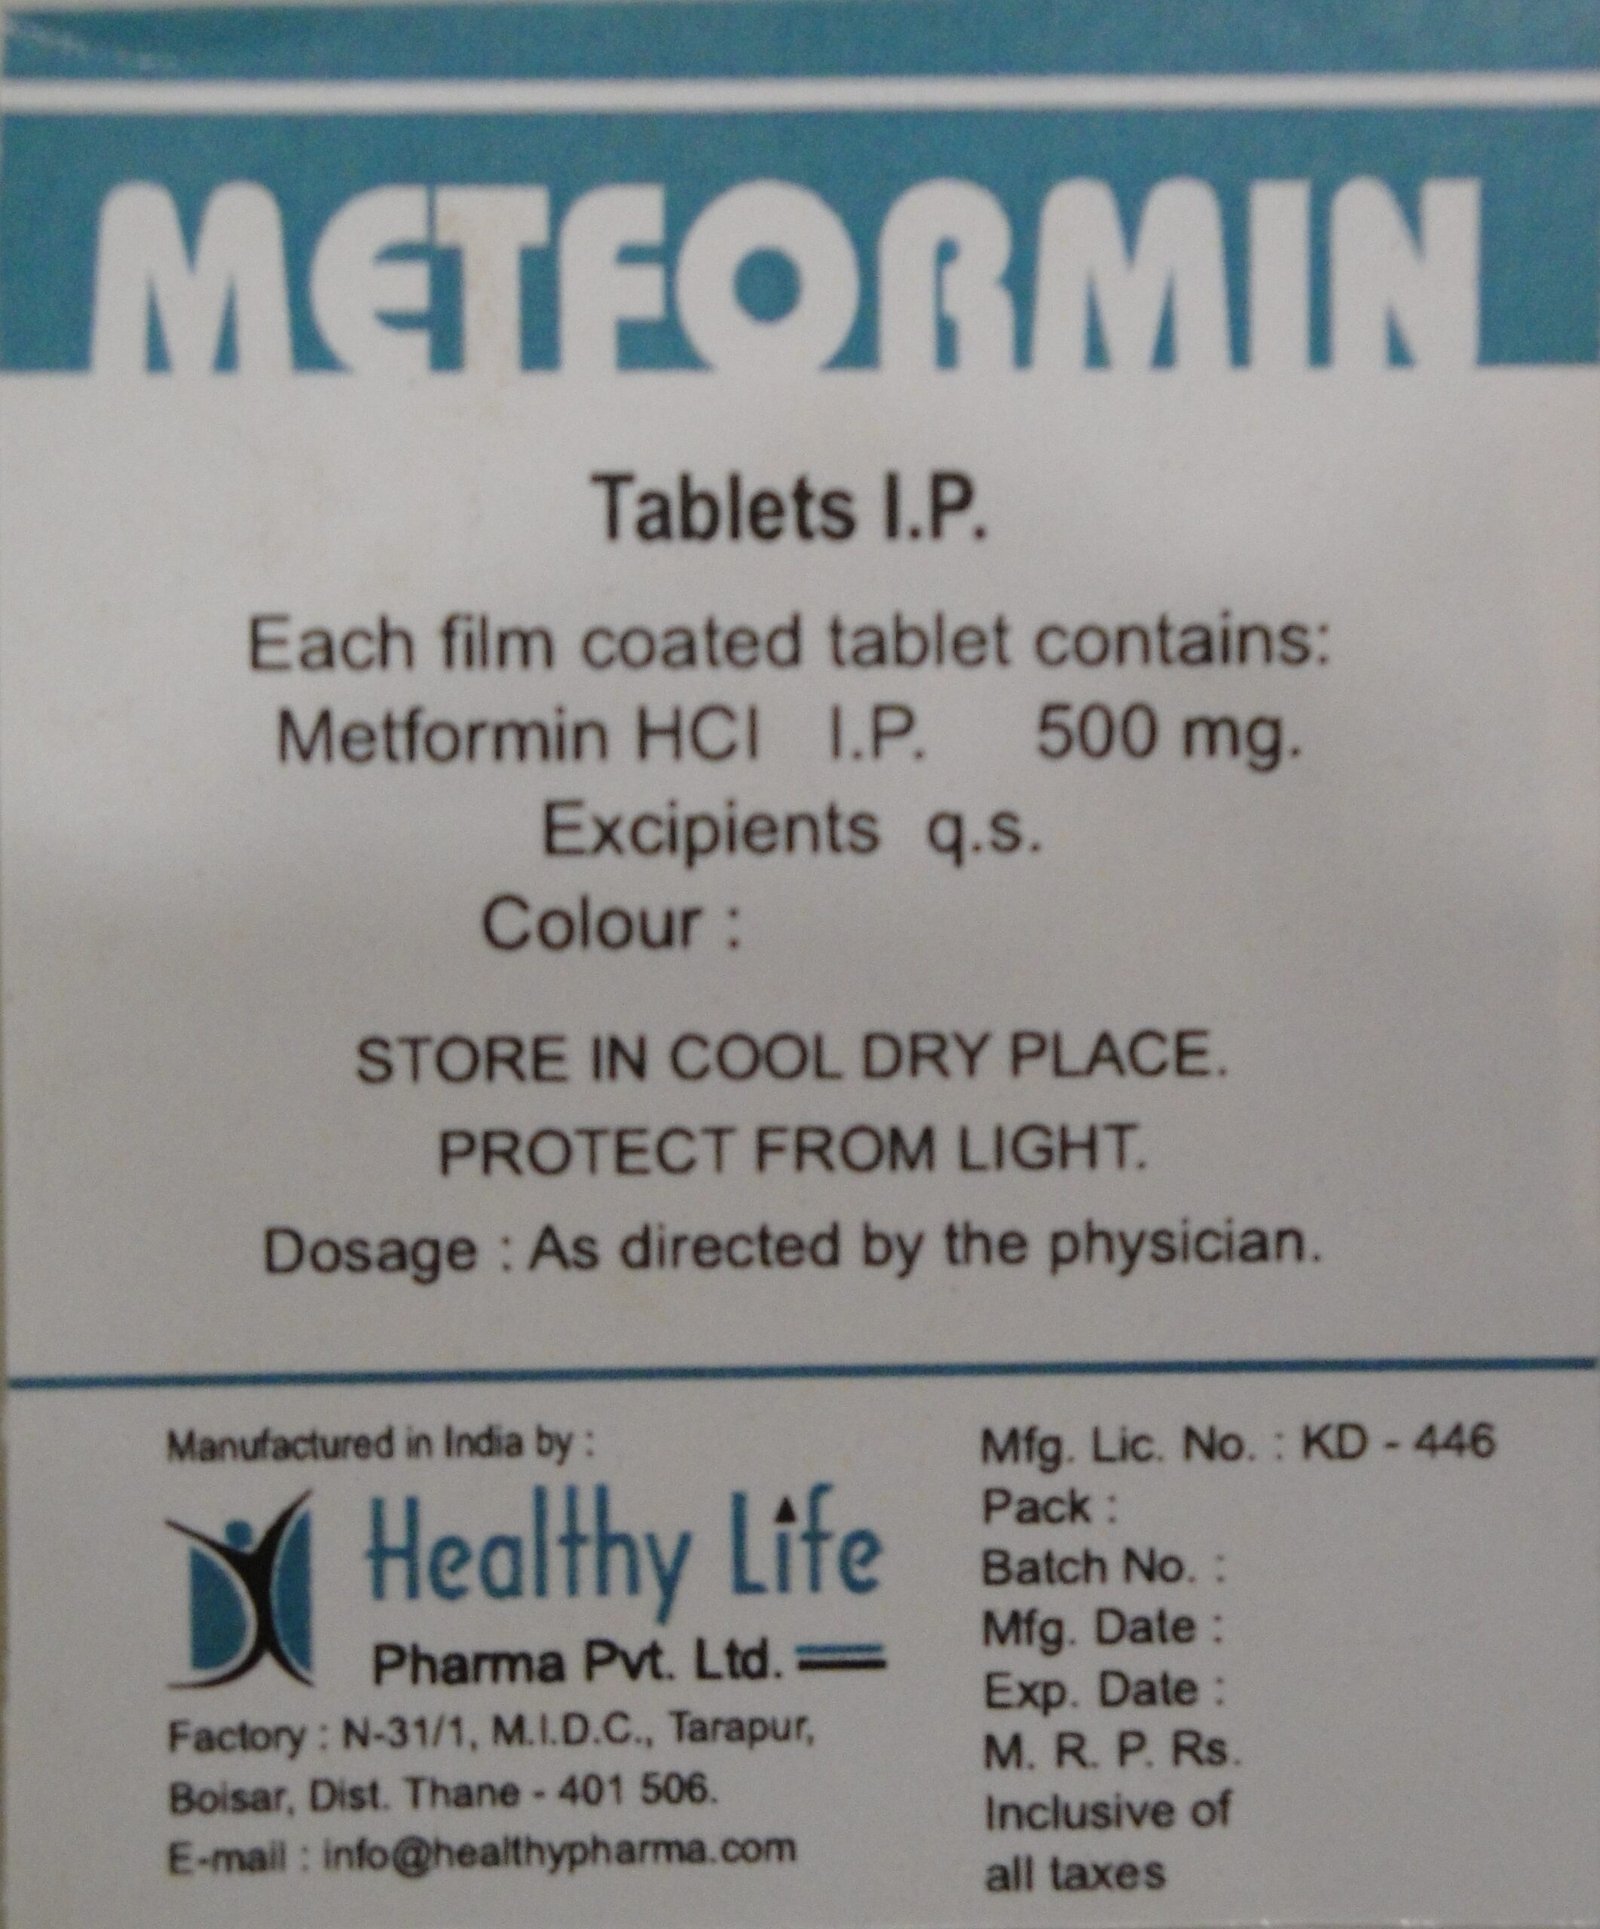 METFORMIN
Tablets I.P.
Each film coated tablet contains:
Metformin HCl I.P. 500 mg.
Excipients q.s.
Colour :
STORE IN COOL DRY PLACE.
PROTECT FROM LIGHT.
Dosage : As directed by the physician.
Manufactured in India by :
Healthy Life
Pharma Pvt. Ltd.
Factory : N-31/1, M.I.D.C., Tarapur,
Boisar, Dist. Thane - 401 506.
E-mail : info@healthypharma.com
Mfg. Lic. No. : KD - 446
Pack :
Batch No. :
Mfg. Date :
Exp. Date :
M. R. P. Rs.
Inclusive of
all taxes